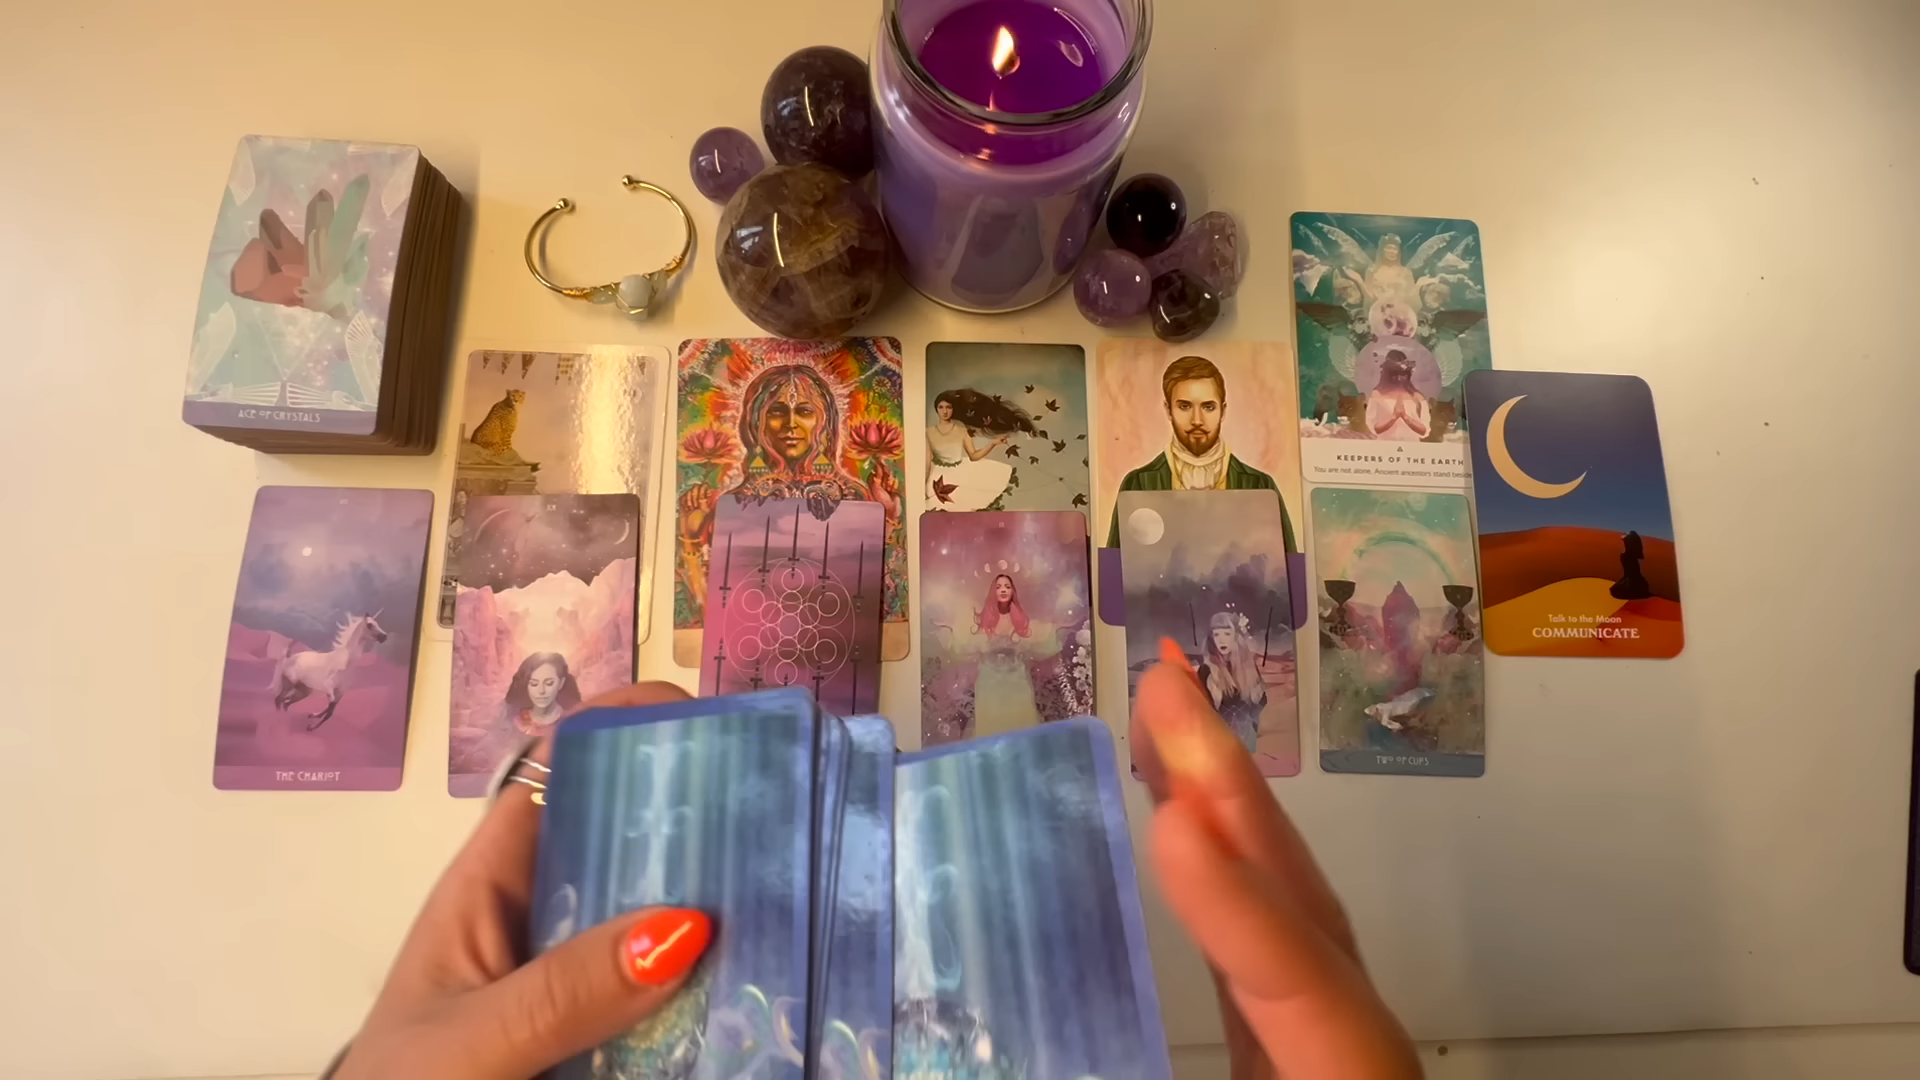 ACE OF CRYSTALS
KEEPERS OF THE EARTH
You are not alone. Ancient ancestors stand beside
Talk to the Moon
COMMUNICATE
THE CHARIOT
TWO OF CUPS